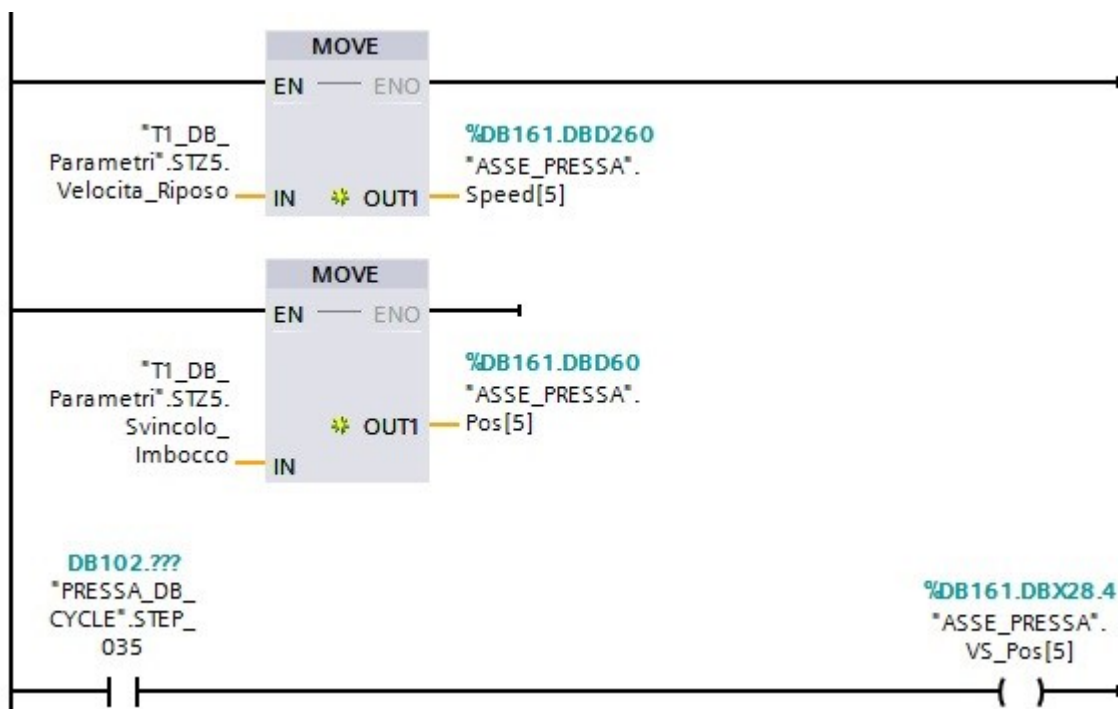 MOVE
EN ENO
"T1_DB_
Parametri".STZ5.
Velocita_Riposo
IN OUT1
%DB161.DBD260
"ASSE_PRESSA".
Speed[5]
MOVE
EN ENO
"T1_DB_
Parametri".STZ5.
Svincolo_
Imbocco
IN
OUT1
%DB161.DBD60
"ASSE_PRESSA".
Pos[5]
DB102.???
"PRESSA_DB_
CYCLE".STEP_
035
%DB161.DBX28.4
"ASSE_PRESSA".
VS_Pos[5]